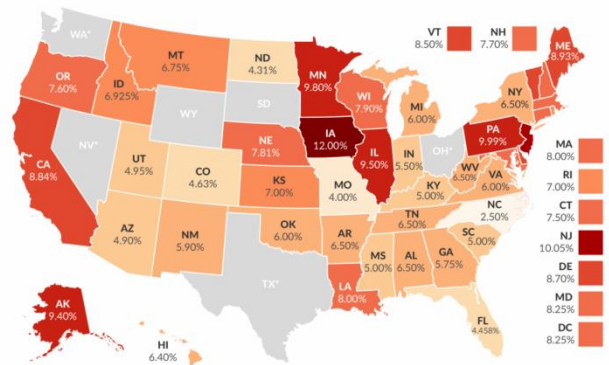 WA*
VT
8.50%
NH
7.70%
ME
8.93%
MT
6.75%
ND
4.31%
MN
9.80%
OR
7.60%
ID
6.925%
SD
WI
7.90%
NY
6.50%
WY
MI
6.00%
IA
12.00%
PA
9.99%
NE
7.81%
NV*
IL
9.50%
IN
5.50%
OH*
MA
8.00%
CA
8.84%
UT
4.95%
CO
4.63%
KS
7.00%
MO
4.00%
WV
6.50%
VA
6.00%
KY
5.00%
RI
7.00%
CT
7.50%
NC
2.50%
TN
6.50%
AZ
4.90%
NM
5.90%
OK
6.00%
AR
6.50%
SC
5.00%
NJ
10.05%
MS
5.00%
AL
6.50%
GA
5.75%
DE
8.70%
TX*
LA
8.00%
MD
8.25%
AK
9.40%
FL
4.458%
DC
8.25%
HI
6.40%